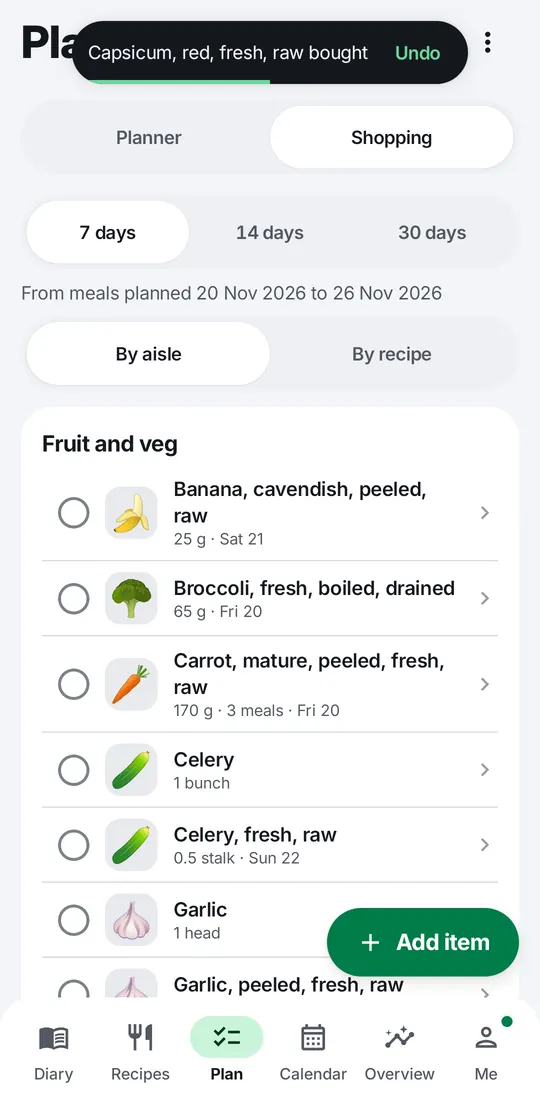 Pla
Capsicum, red, fresh, raw bought
Undo
Planner
Shopping
7 days
14 days
30 days
From meals planned 20 Nov 2026 to 26 Nov 2026
By aisle
By recipe
Fruit and veg
Banana, cavendish, peeled,
raw
25 g · Sat 21
Broccoli, fresh, boiled, drained
65 g · Fri 20
Carrot, mature, peeled, fresh,
raw
170 g · 3 meals · Fri 20
Celery
1 bunch
Celery, fresh, raw
0.5 stalk · Sun 22
Garlic
1 head
Add item
Garlic, peeled, fresh, raw
Diary
Recipes
Plan
Calendar
Overview
Me